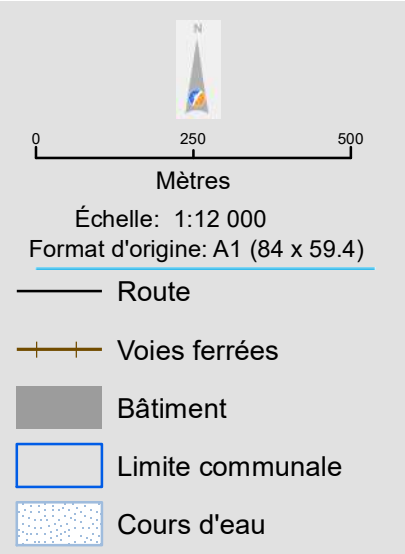 N
0 250 500
Mètres
Échelle: 1:12 000
Format d'origine: A1 (84 x 59.4)
Route
Voies ferrées
Bâtiment
Limite communale
Cours d'eau